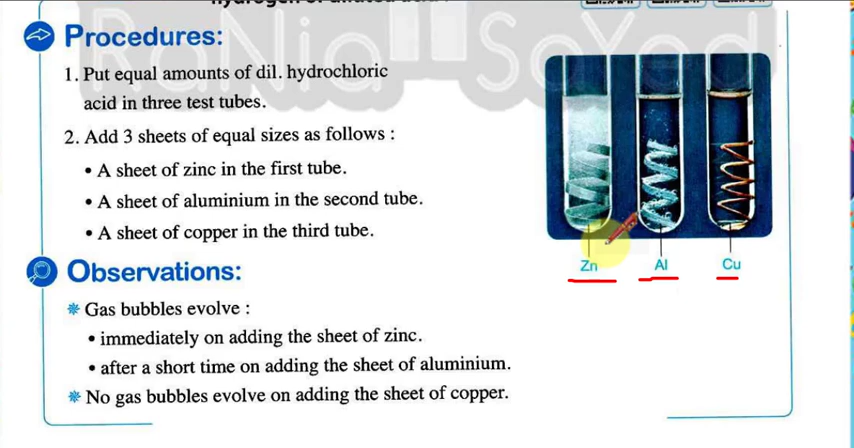 Procedures:
1. Put equal amounts of dil. hydrochloric
acid in three test tubes.
2. Add 3 sheets of equal sizes as follows :
• A sheet of zinc in the first tube.
• A sheet of aluminium in the second tube.
• A sheet of copper in the third tube.
Zn Al Cu
Observations:
* Gas bubbles evolve :
• immediately on adding the sheet of zinc.
• after a short time on adding the sheet of aluminium.
* No gas bubbles evolve on adding the sheet of copper.
RaNia SaYed